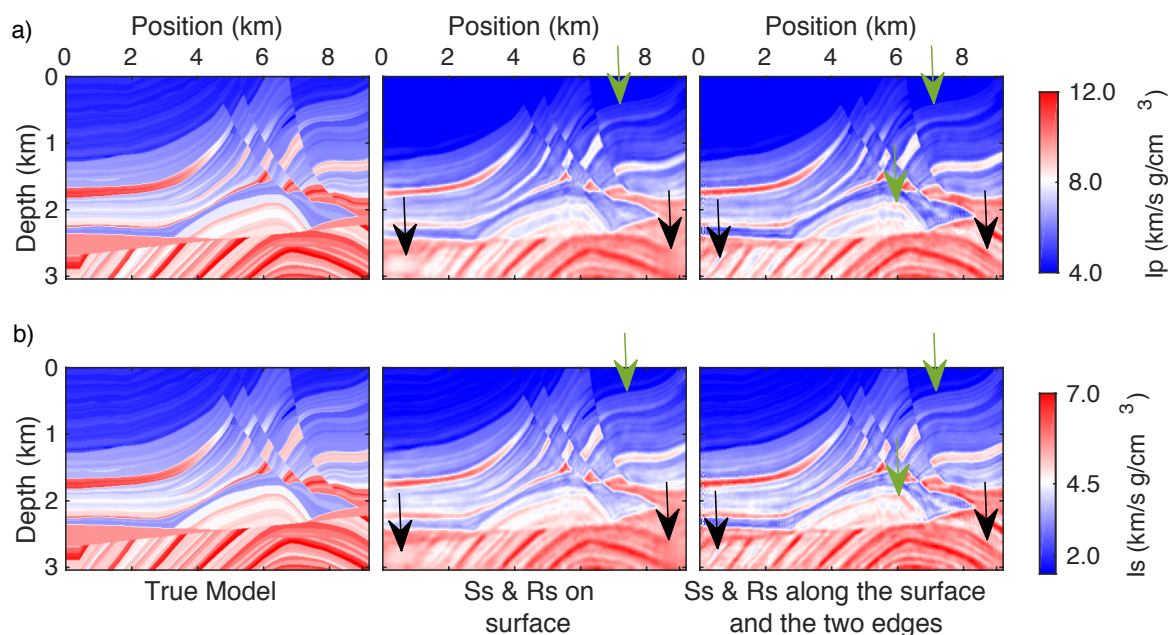 a)
Position (km)
Position (km)
Position (km)
0 2 4 6 8
0 2 4 6 8
0 2 4 6 8
Depth (km)
0
1
2
3
12.0
8.0
4.0
Ip (km/s g/cm 3)
b)
Depth (km)
0
1
2
3
7.0
4.5
2.0
Is (km/s g/cm 3)
True Model
Ss & Rs on
surface
Ss & Rs along the surface
and the two edges